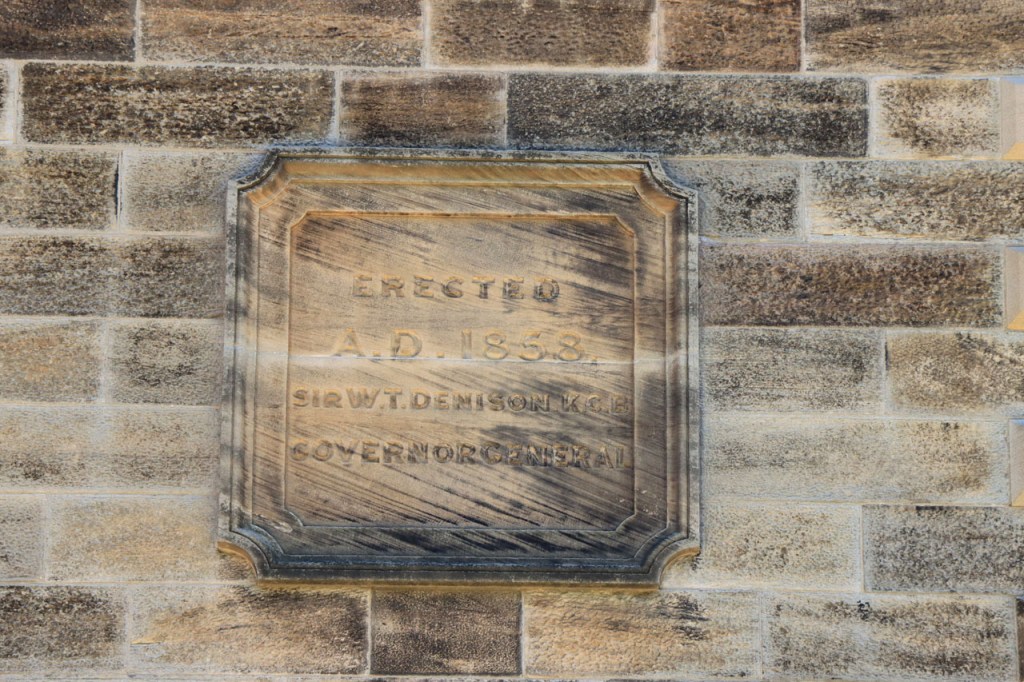 ERECTED
A.D. 1858.
SIR W.T. DENISON K.C.B
GOVERNOR GENERAL